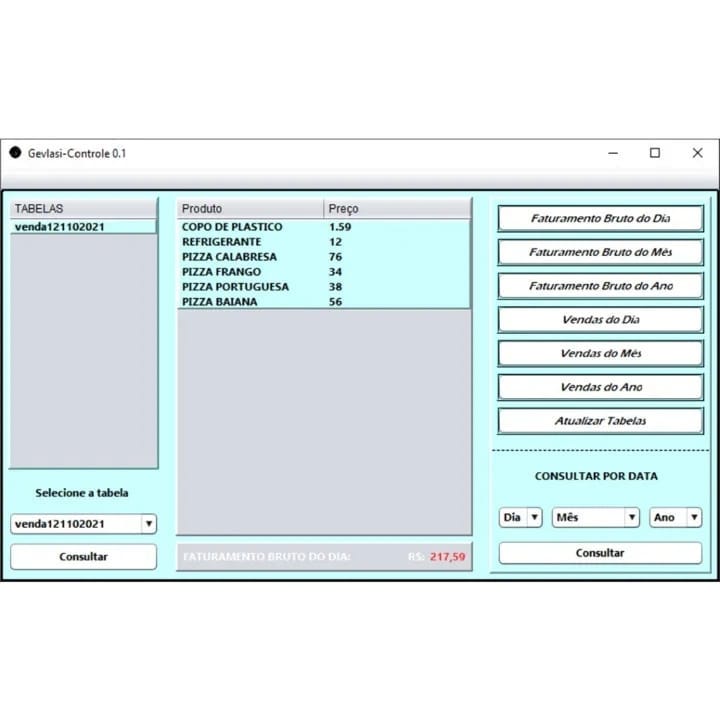 Gevlasi-Controle 0.1
TABELAS
venda121102021
Selecione a tabela
venda121102021
Consultar
Produto Preço
COPO DE PLASTICO 1.59
REFRIGERANTE 12
PIZZA CALABRESA 76
PIZZA FRANGO 34
PIZZA PORTUGUESA 38
PIZZA BAIANA 56
FATURAMENTO BRUTO DO DIA: R$: 217,59
Faturamento Bruto do Dia
Faturamento Bruto do Mês
Faturamento Bruto do Ano
Vendas do Dia
Vendas do Mês
Vendas do Ano
Atualizar Tabelas
CONSULTAR POR DATA
Dia Mês Ano
Consultar